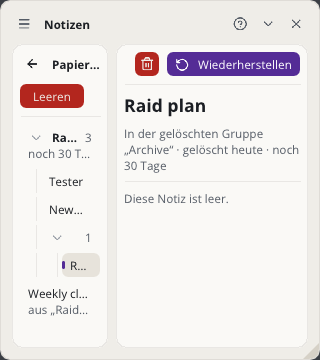 Notizen
Papier…
Leeren
Ra… 3
noch 30 T…
Tester
New…
1
R…
Weekly cl…
aus „Raid…
Wiederherstellen
Raid plan
In der gelöschten Gruppe
„Archive“ · gelöscht heute · noch
30 Tage
Diese Notiz ist leer.